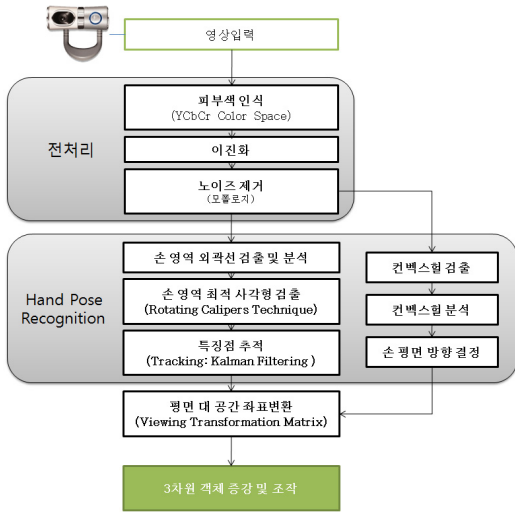 영상입력
전처리
피부색 인식
(YCbCr Color Space)
이진화
노이즈 제거
(모폴로지)
Hand Pose
Recognition
손 영역 외곽선 검출 및 분석
손 영역 최적 사각형 검출
(Rotating Calipers Technique)
특징점 추적
(Tracking: Kalman Filtering )
컨벡스헐 검출
컨벡스헐 분석
손 평면 방향 결정
평면 대 공간 좌표변환
(Viewing Transformation Matrix)
3차원 객체 증강 및 조작